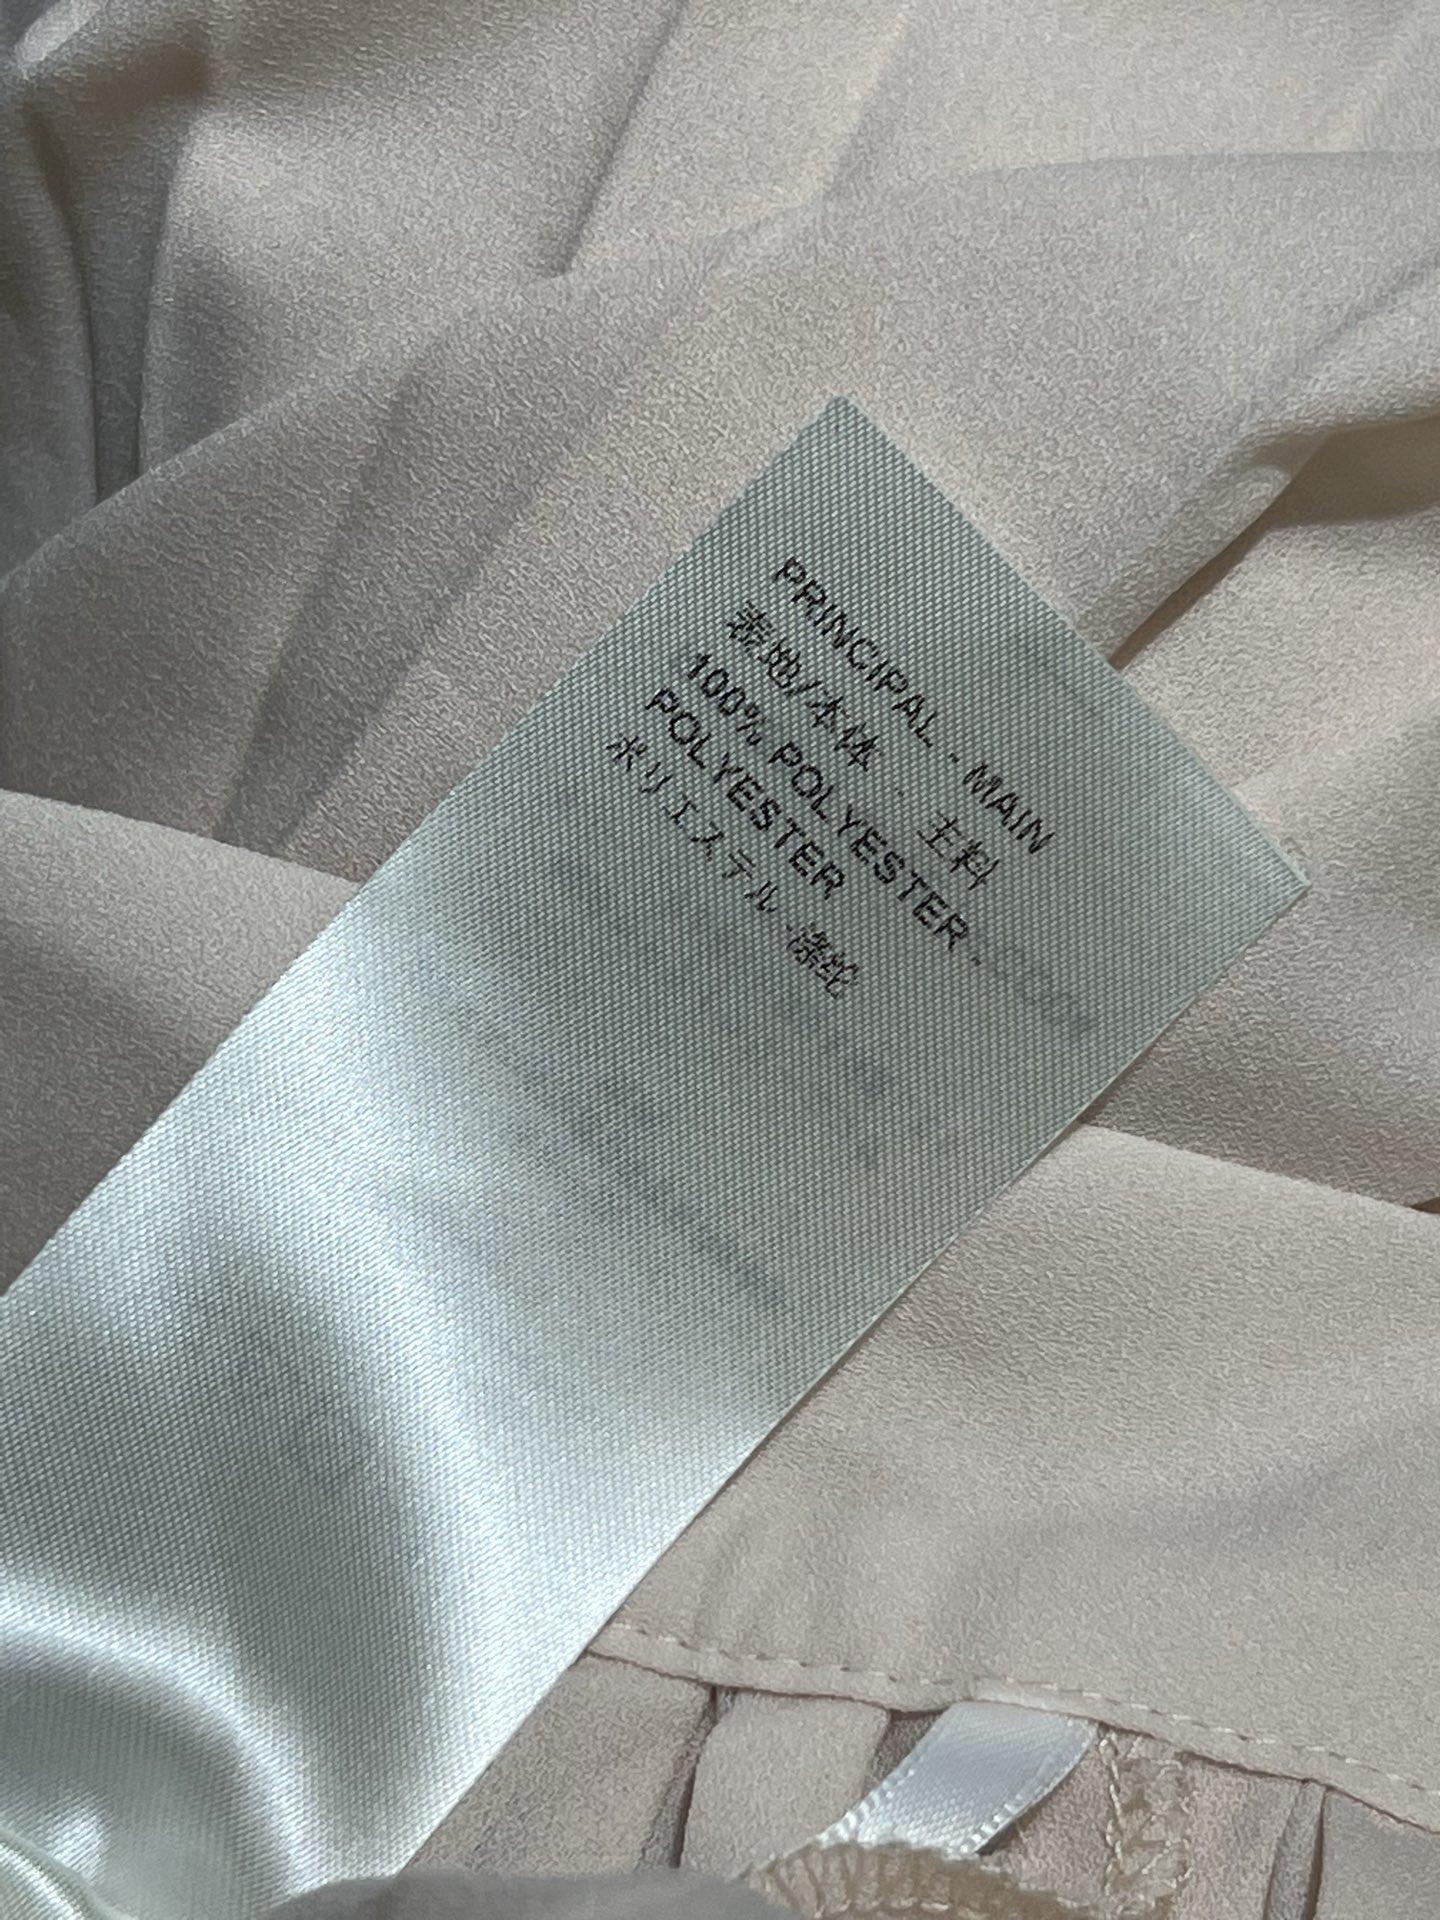 PRINCIPAL - MAIN
表地/本体 - 主料
100% POLYESTER -
POLYESTER
ポリエステル -涤纶